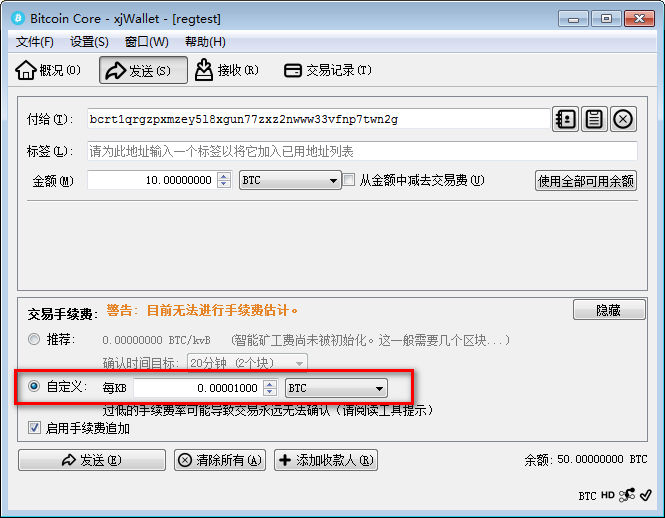 Bitcoin Core - xjWallet - [regtest]
文件(F) 设置(S) 窗口(W) 帮助(H)
概况(O) 发送(S) 接收(R) 交易记录(T)
付给(I): bcrt1qrgzpxmzey5l8xgun77zxz2nwww33vfnp7twn2g
标签(L): 请为此地址输入一个标签以将它加入已用地址列表
金额(M) 10.00000000 BTC 从金额中减去交易费(U) 使用全部可用余额
交易手续费: 警告: 目前无法进行手续费估计。 隐藏
推荐: 0.00000000 BTC/kvB (智能矿工费尚未被初始化。这一般需要几个区块...)
确认时间目标: 20分钟 (2个块)
自定义: 每KB 0.00001000 BTC
过低的手续费率可能导致交易永远无法确认(请阅读工具提示)
启用手续费追加
发送(E) 清除所有(A) 添加收款人(R) 余额: 50.00000000 BTC
BTC HD